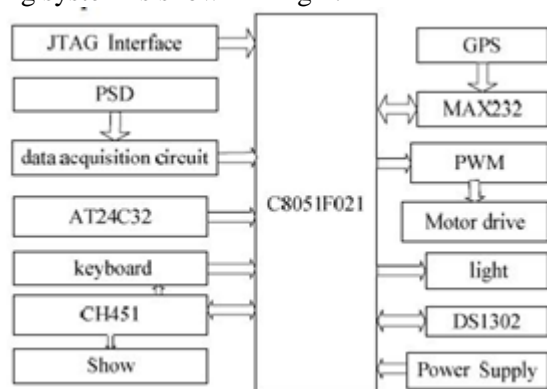 JTAG Interface
PSD
data acquisition circuit
AT24C32
keyboard
CH451
Show
C8051F021
GPS
MAX232
PWM
Motor drive
light
DS1302
Power Supply